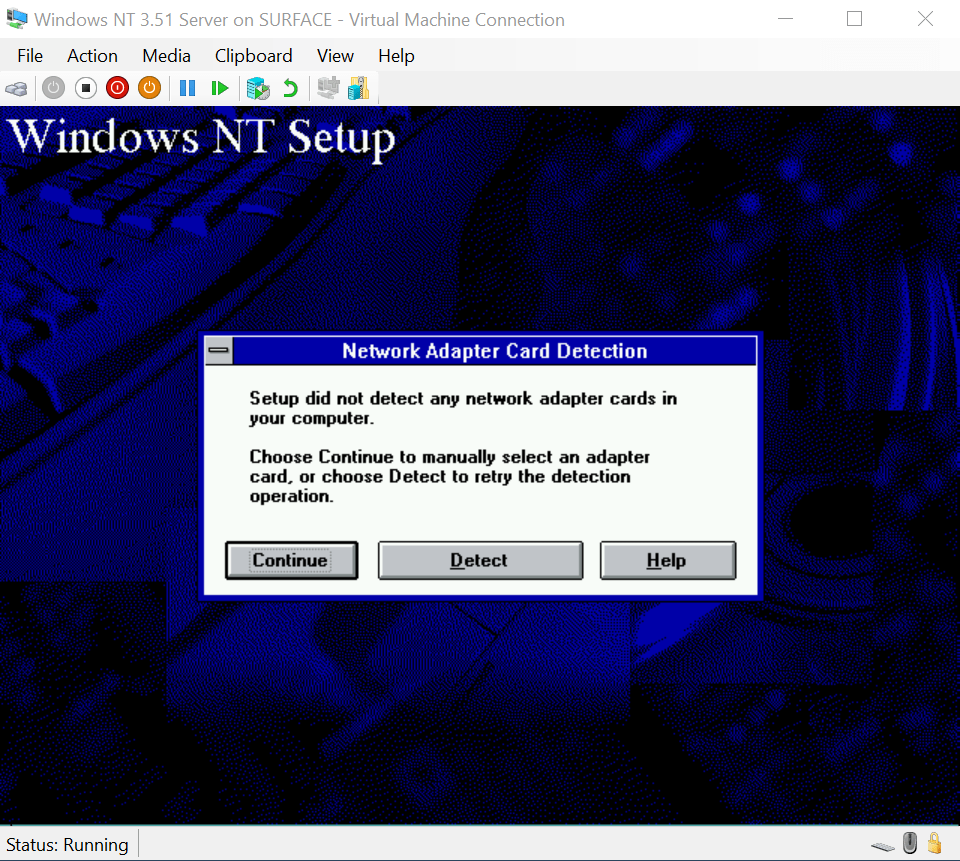 Windows NT 3.51 Server on SURFACE - Virtual Machine Connection
File Action Media Clipboard View Help
Windows NT Setup
Network Adapter Card Detection
Setup did not detect any network adapter cards in
your computer.
Choose Continue to manually select an adapter
card, or choose Detect to retry the detection
operation.
Continue Detect Help
Status: Running